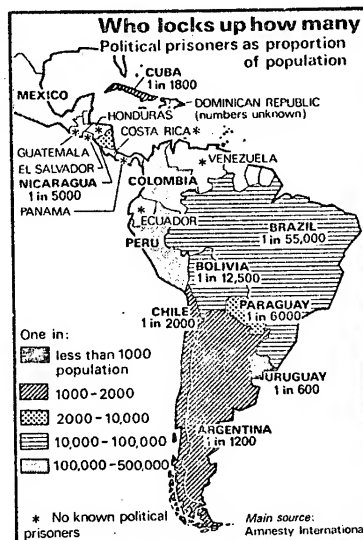 Who locks up how many
Political prisoners as proportion
of population
CUBA
1 in 1800
MEXICO
DOMINICAN REPUBLIC
(numbers unknown)
HONDURAS
COSTA RICA*
GUATEMALA
EL SALVADOR
NICARAGUA
1 in 5000
PANAMA
* VENEZUELA
COLOMBIA
*
ECUADOR
PERU
BRAZIL
1 in 55,000
BOLIVIA
1 in 12,500
PARAGUAY
1 in 6000
CHILE
1 in 2000
URUGUAY
1 in 600
ARGENTINA
1 in 1200
One in:
less than 1000
population
1000-2000
2000-10,000
10,000-100,000
100,000-500,000
* No known political
prisoners
Main source:
Amnesty International